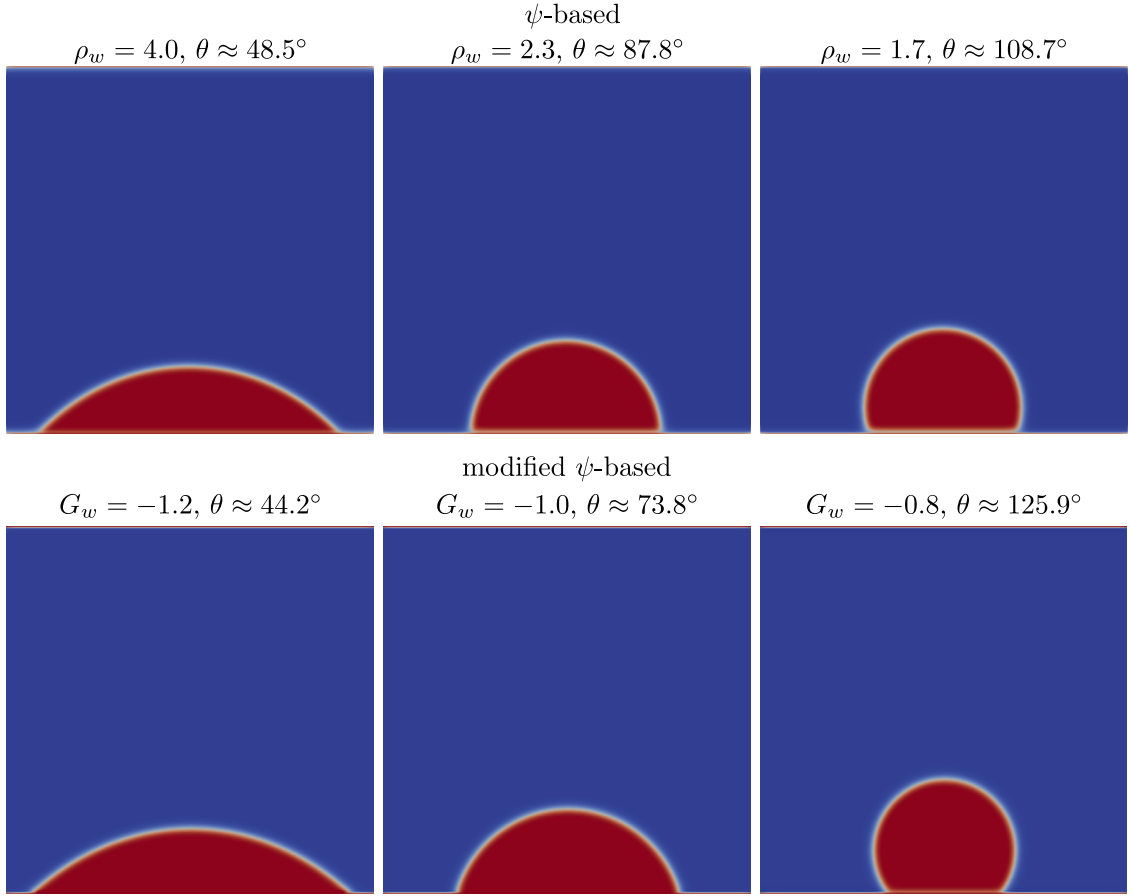 ψ-based
ρ_w = 4.0, θ ≈ 48.5°
ρ_w = 2.3, θ ≈ 87.8°
ρ_w = 1.7, θ ≈ 108.7°
modified ψ-based
G_w = −1.2, θ ≈ 44.2°
G_w = −1.0, θ ≈ 73.8°
G_w = −0.8, θ ≈ 125.9°